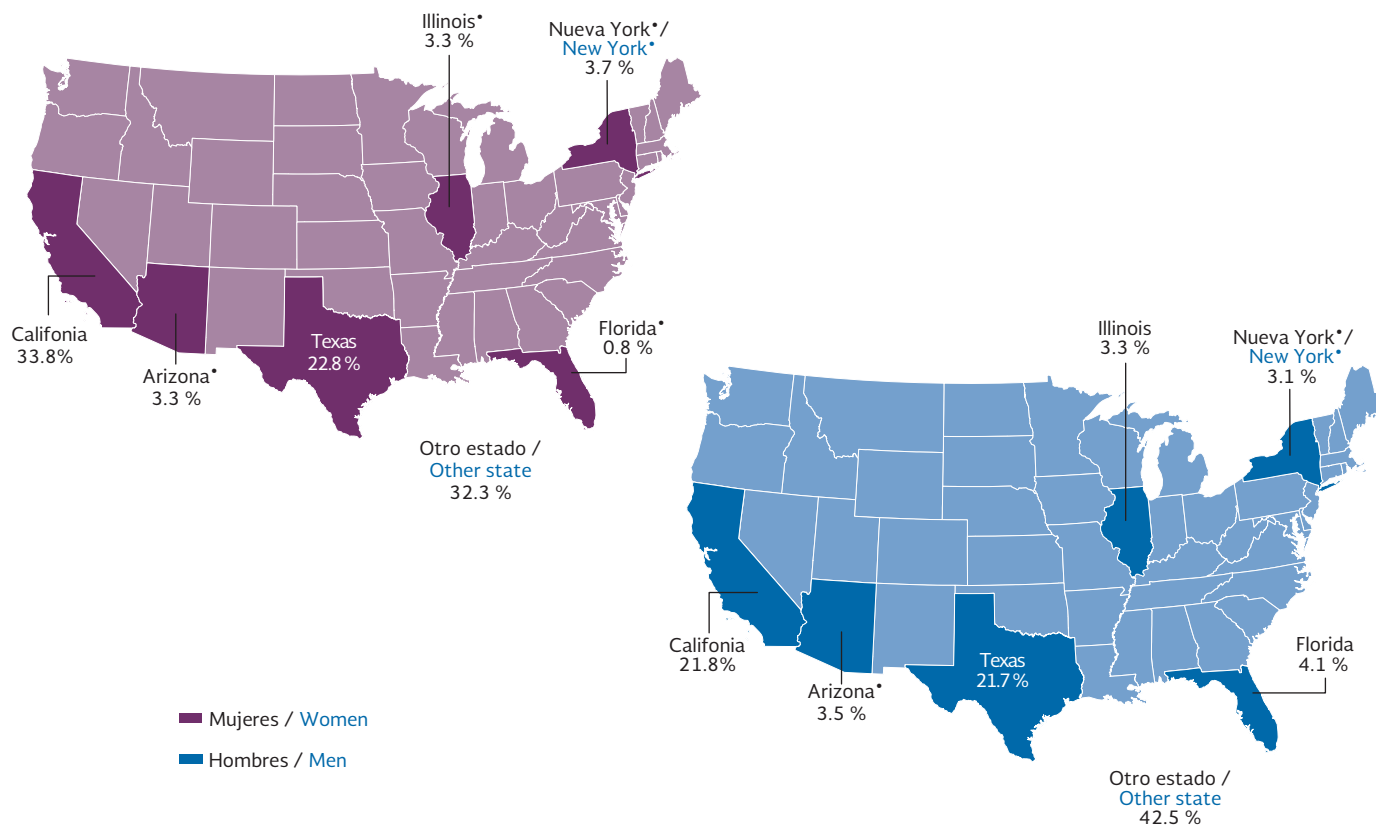 Illinois•
3.3 %
Nueva York•/
New York•
3.7 %
Califonia
33.8%
Arizona•
3.3 %
Texas
22.8 %
Florida•
0.8 %
Otro estado /
Other state
32.3 %
Illinois
3.3 %
Nueva York•/
New York•
3.1 %
Califonia
21.8%
Arizona•
3.5 %
Texas
21.7 %
Florida
4.1 %
Otro estado /
Other state
42.5 %
Mujeres / Women
Hombres / Men